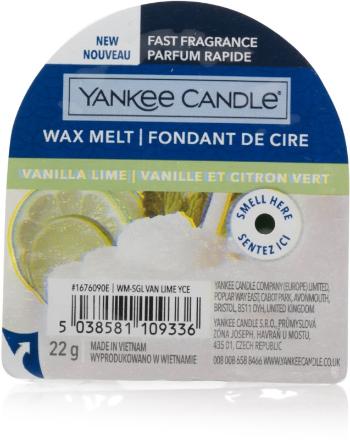 NEW
NOUVEAU
FAST FRAGRANCE
PARFUM RAPIDE
YANKEE CANDLE®
WAX MELT | FONDANT DE CIRE
VANILLA LIME | VANILLE ET CITRON VERT
SMELL HERE
SENTEZ ICI
#1676090E | WM-SGL VAN LIME YCE
5 038581 109336
22 g
MADE IN VIETNAM
WYPRODUKOWANO W WIETNAMIE
YANKEE CANDLE COMPANY (EUROPE) LIMITED,
POPLAR WAY EAST, CABOT PARK, AVONMOUTH,
BRISTOL, BS11 0YH, UNITED KINGDOM
YANKEE CANDLE S.R.O., PRŮMYSLOVÁ
ZÓNA JOSEPH, HAVRAŇ U MOSTU,
435 01, CZECH REPUBLIC
008 008 658 8466 WWW.YANKEECANDLE.CO.UK